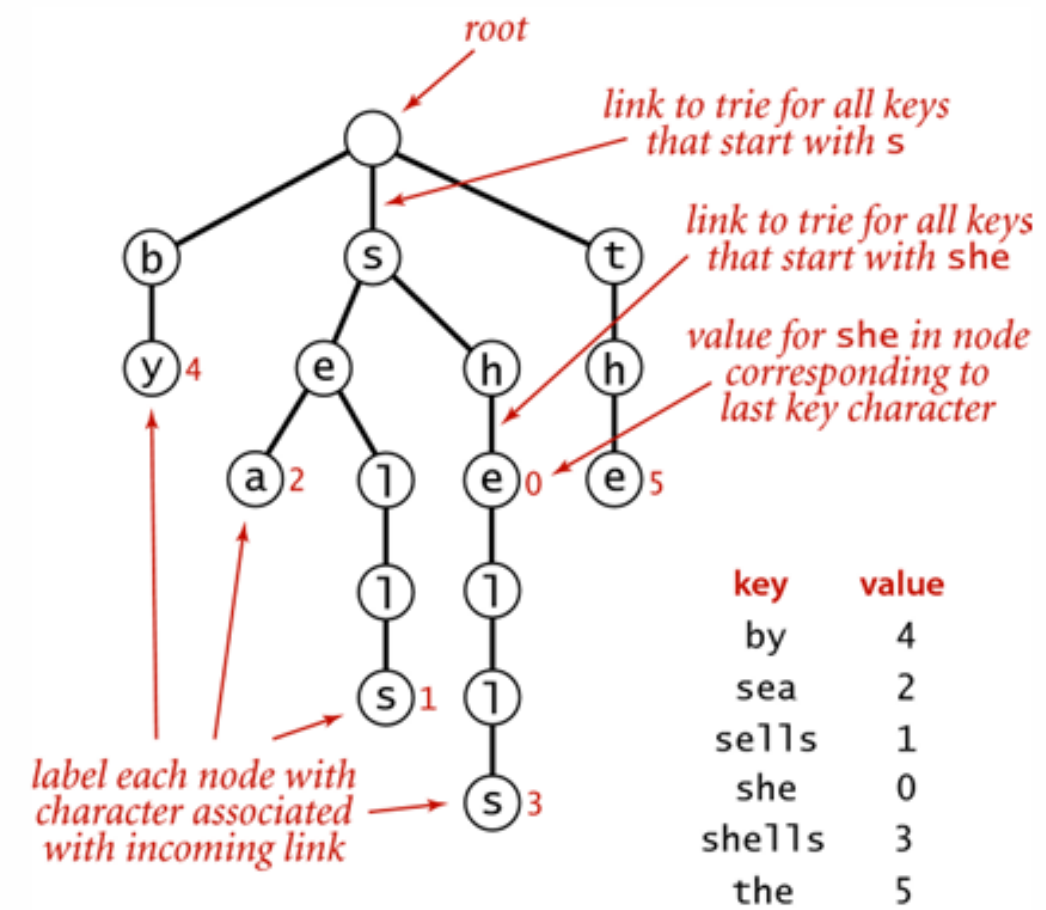 root
link to trie for all keys
that start with s
link to trie for all keys
that start with she
b
s
t
value for she in node
corresponding to
last key character
y 4
e
h
h
a 2
l
e 0
e 5
l
l
key value
by 4
sea 2
s 1
l
sells 1
label each node with
character associated
with incoming link
she 0
s 3
shells 3
the 5